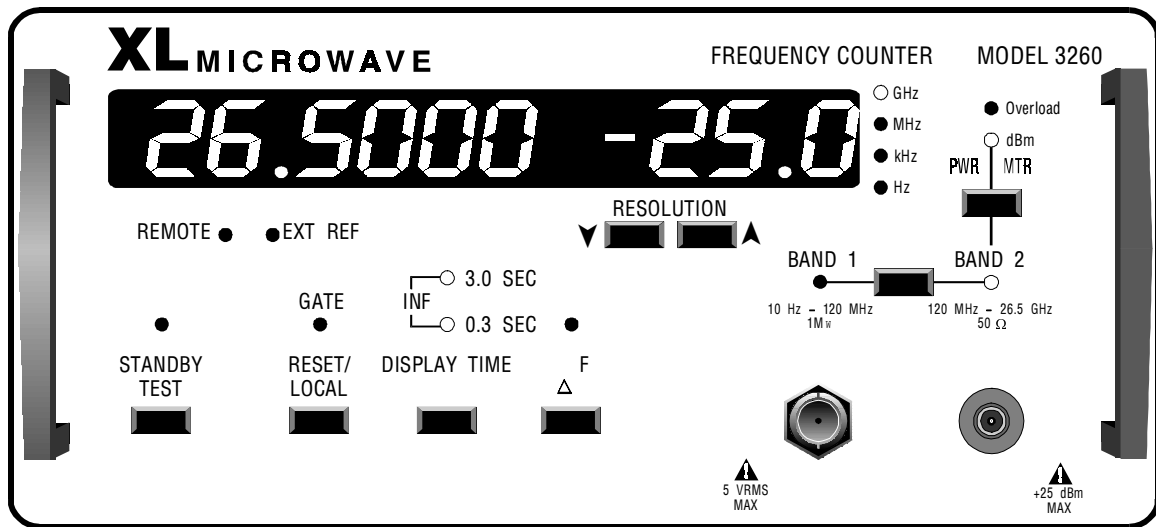 XL MICROWAVE
FREQUENCY COUNTER MODEL 3260
26.5000 -25.0
GHz
MHz
kHz
Hz
Overload
dBm
PWR MTR
RESOLUTION
REMOTE EXT REF
BAND 1 BAND 2
10 Hz - 120 MHz
1M w
120 MHz - 26.5 GHz
50 Ω
3.0 SEC
INF
0.3 SEC
GATE
STANDBY
TEST
RESET/
LOCAL
DISPLAY TIME
F
△
5 VRMS
MAX
+25 dBm
MAX